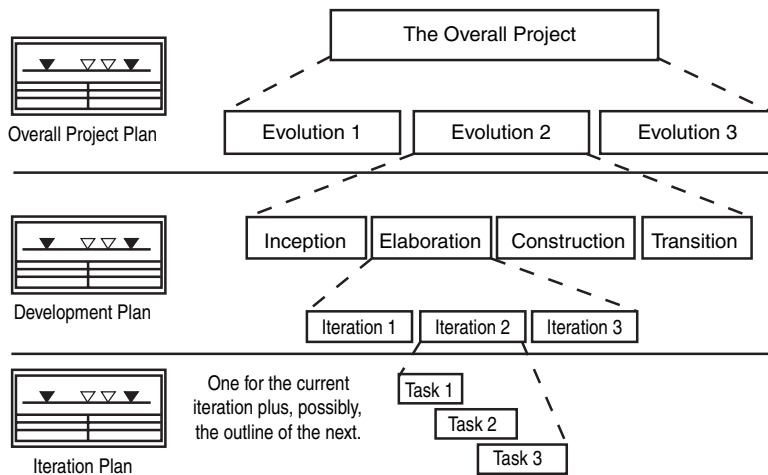 The Overall Project
Overall Project Plan
Evolution 1
Evolution 2
Evolution 3
Inception
Elaboration
Construction
Transition
Development Plan
Iteration 1
Iteration 2
Iteration 3
One for the current
iteration plus, possibly,
the outline of the next.
Task 1
Task 2
Task 3
Iteration Plan